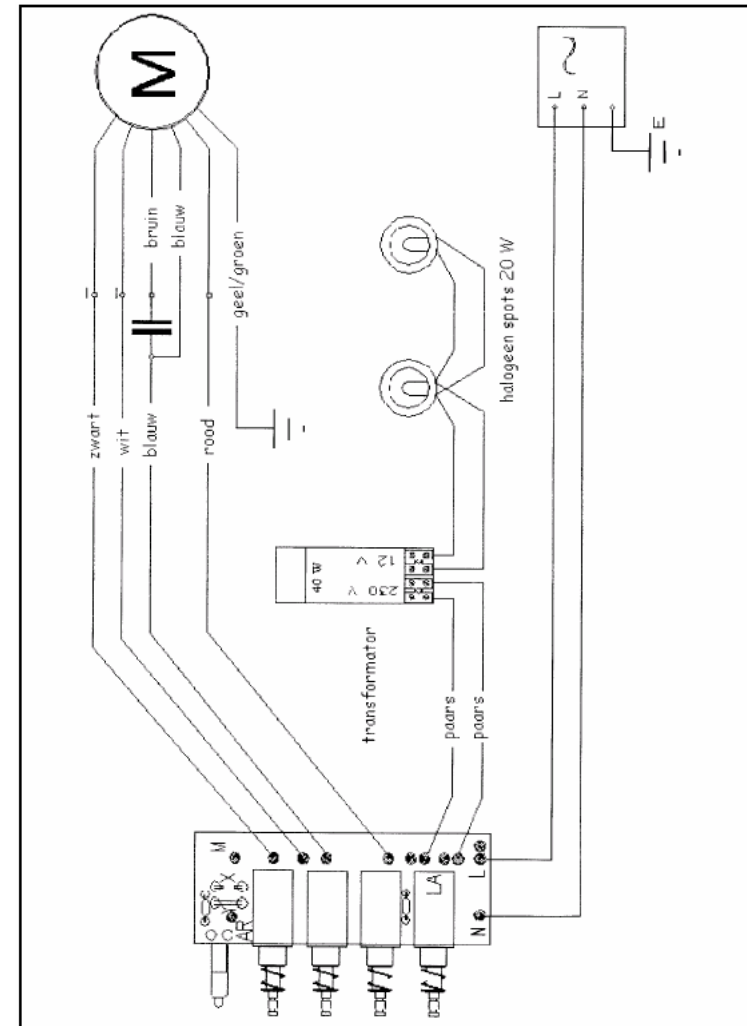 M
L
N
E
bruin
blauw
geel/groen
zwart
wit
blauw
rood
halogeen spots 20 W
12 V
230 V
40 W
transformator
paars
paars
M
X
AR
LA
L
N